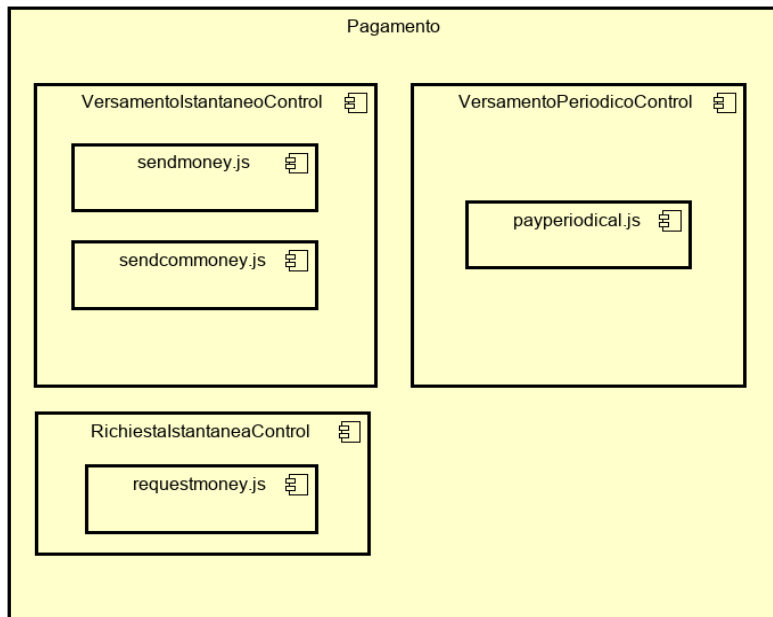 Pagamento
VersamentoIstantaneoControl
sendmoney.js
sendcommoney.js
VersamentoPeriodicoControl
payperiodical.js
RichiestaIstantaneaControl
requestmoney.js